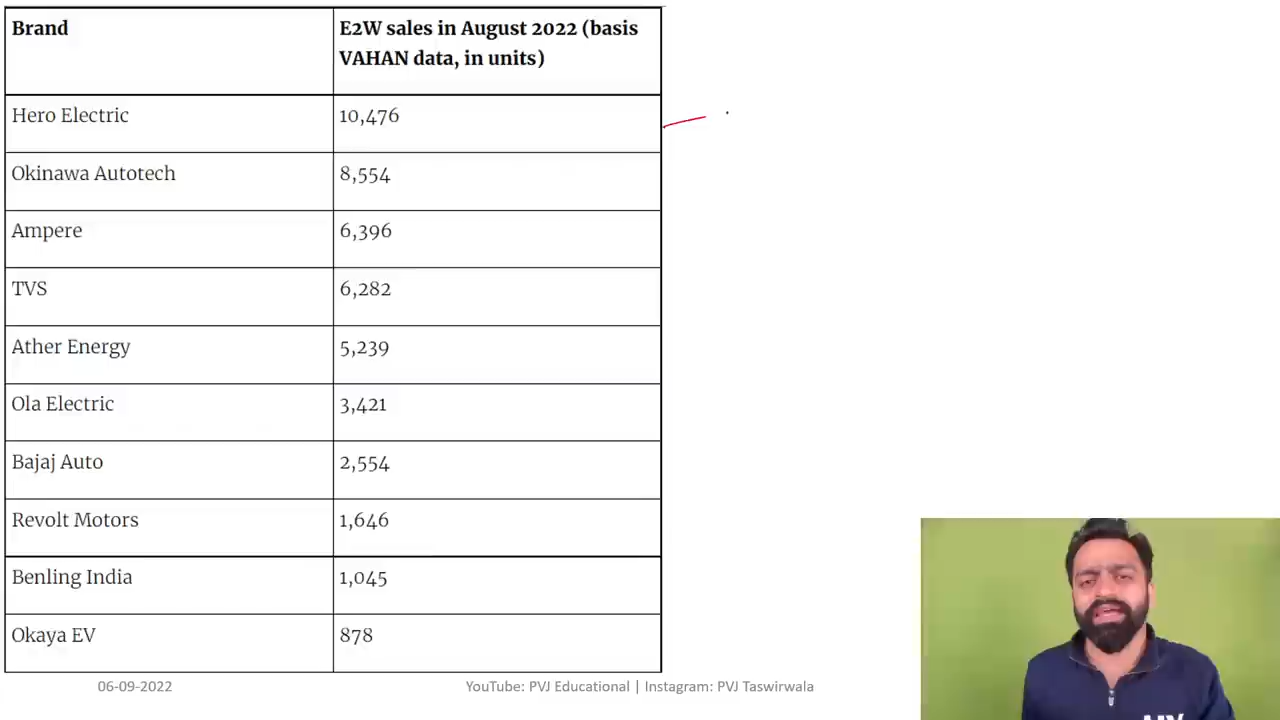 Brand
E2W sales in August 2022 (basis
VAHAN data, in units)
Hero Electric 10,476
Okinawa Autotech 8,554
Ampere 6,396
TVS 6,282
Ather Energy 5,239
Ola Electric 3,421
Bajaj Auto 2,554
Revolt Motors 1,646
Benling India 1,045
Okaya EV 878
06-09-2022 YouTube: PVJ Educational | Instagram: PVJ Taswirwala